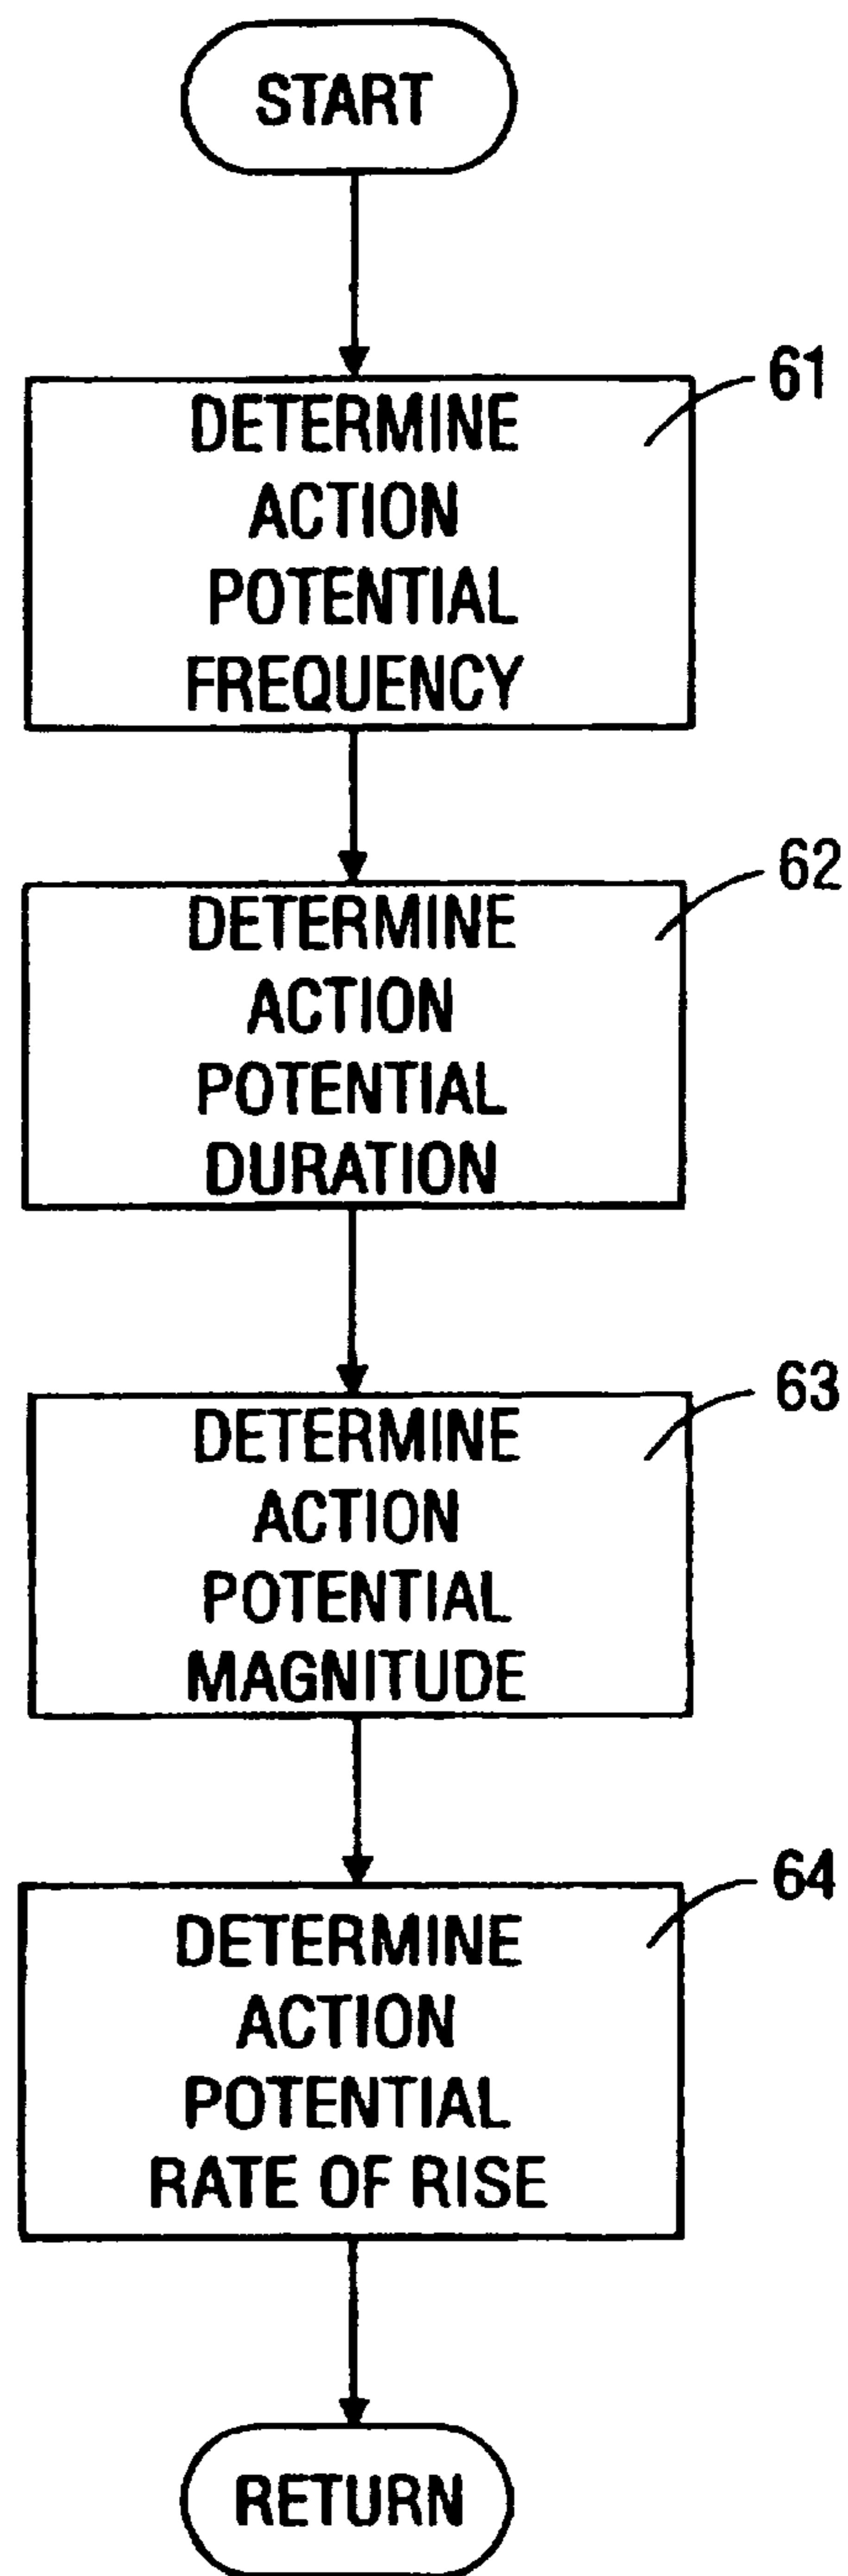 START
61
DETERMINE
ACTION
POTENTIAL
FREQUENCY
62
DETERMINE
ACTION
POTENTIAL
DURATION
63
DETERMINE
ACTION
POTENTIAL
MAGNITUDE
64
DETERMINE
ACTION
POTENTIAL
RATE OF RISE
RETURN